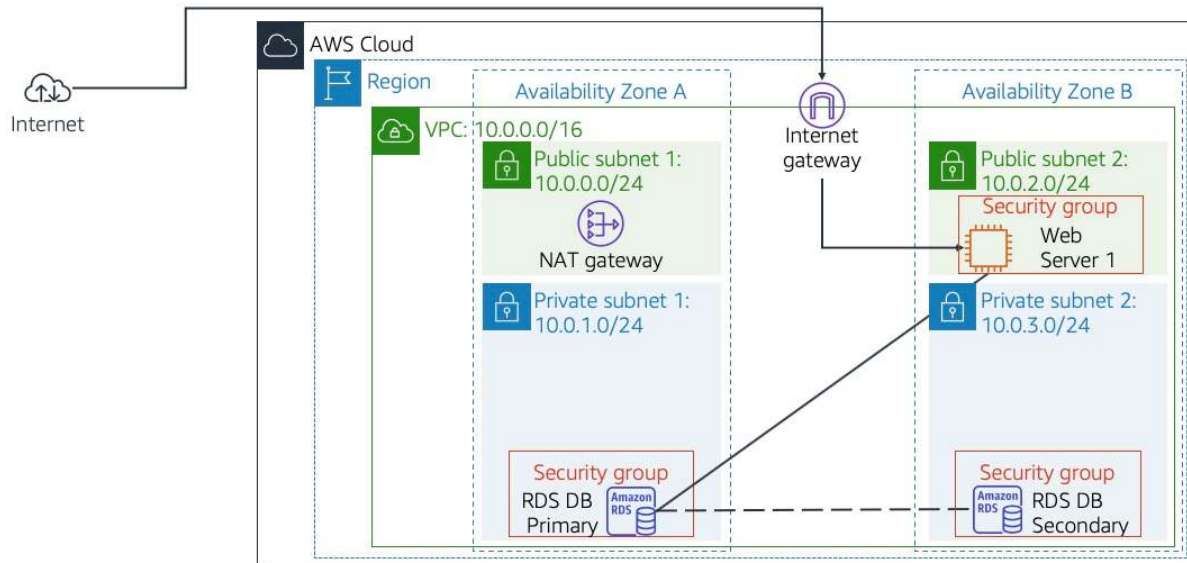 AWS Cloud
Internet
Region
Availability Zone A
Availability Zone B
VPC: 10.0.0.0/16
Internet
gateway
Public subnet 1:
10.0.0.0/24
NAT gateway
Public subnet 2:
10.0.2.0/24
Security group
Web
Server 1
Private subnet 1:
10.0.1.0/24
Private subnet 2:
10.0.3.0/24
Security group
RDS DB
Primary
Amazon
RDS
Security group
Amazon
RDS
RDS DB
Secondary